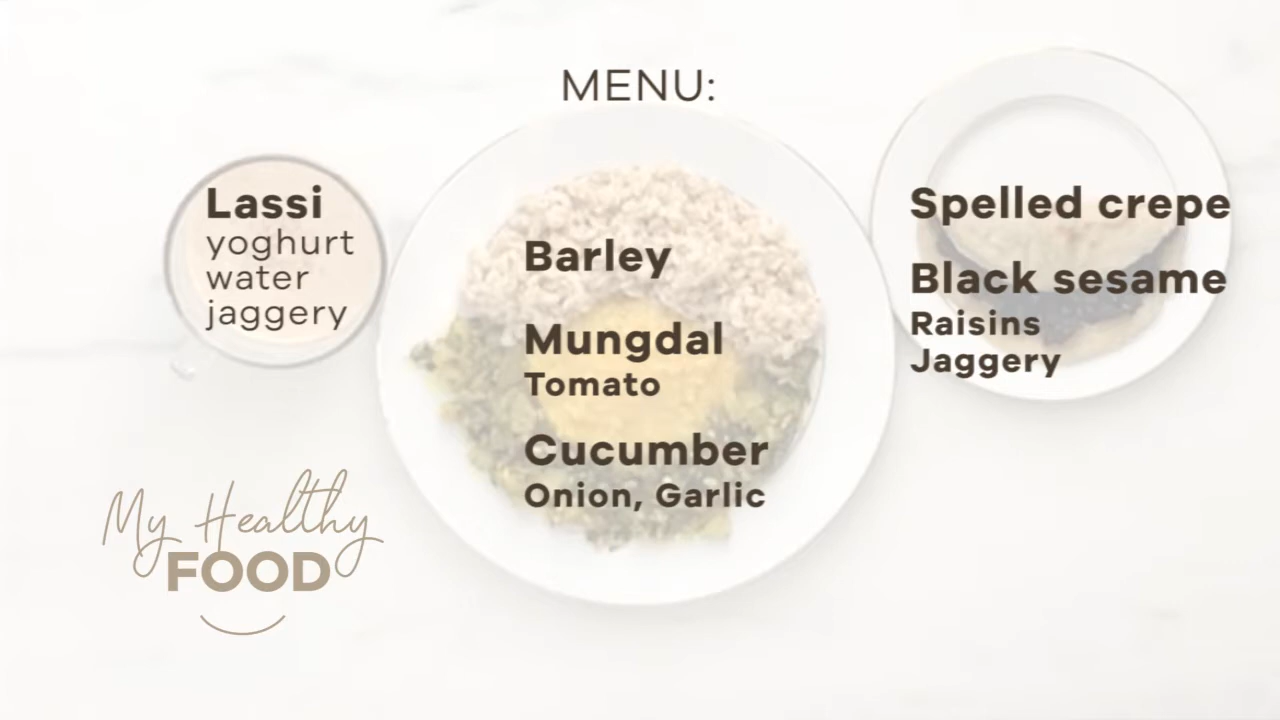 MENU:
Lassi
yoghurt
water
jaggery
Barley
Mungdal
Tomato
Cucumber
Onion, Garlic
Spelled crepe
Black sesame
Raisins
Jaggery
My Healthy
FOOD